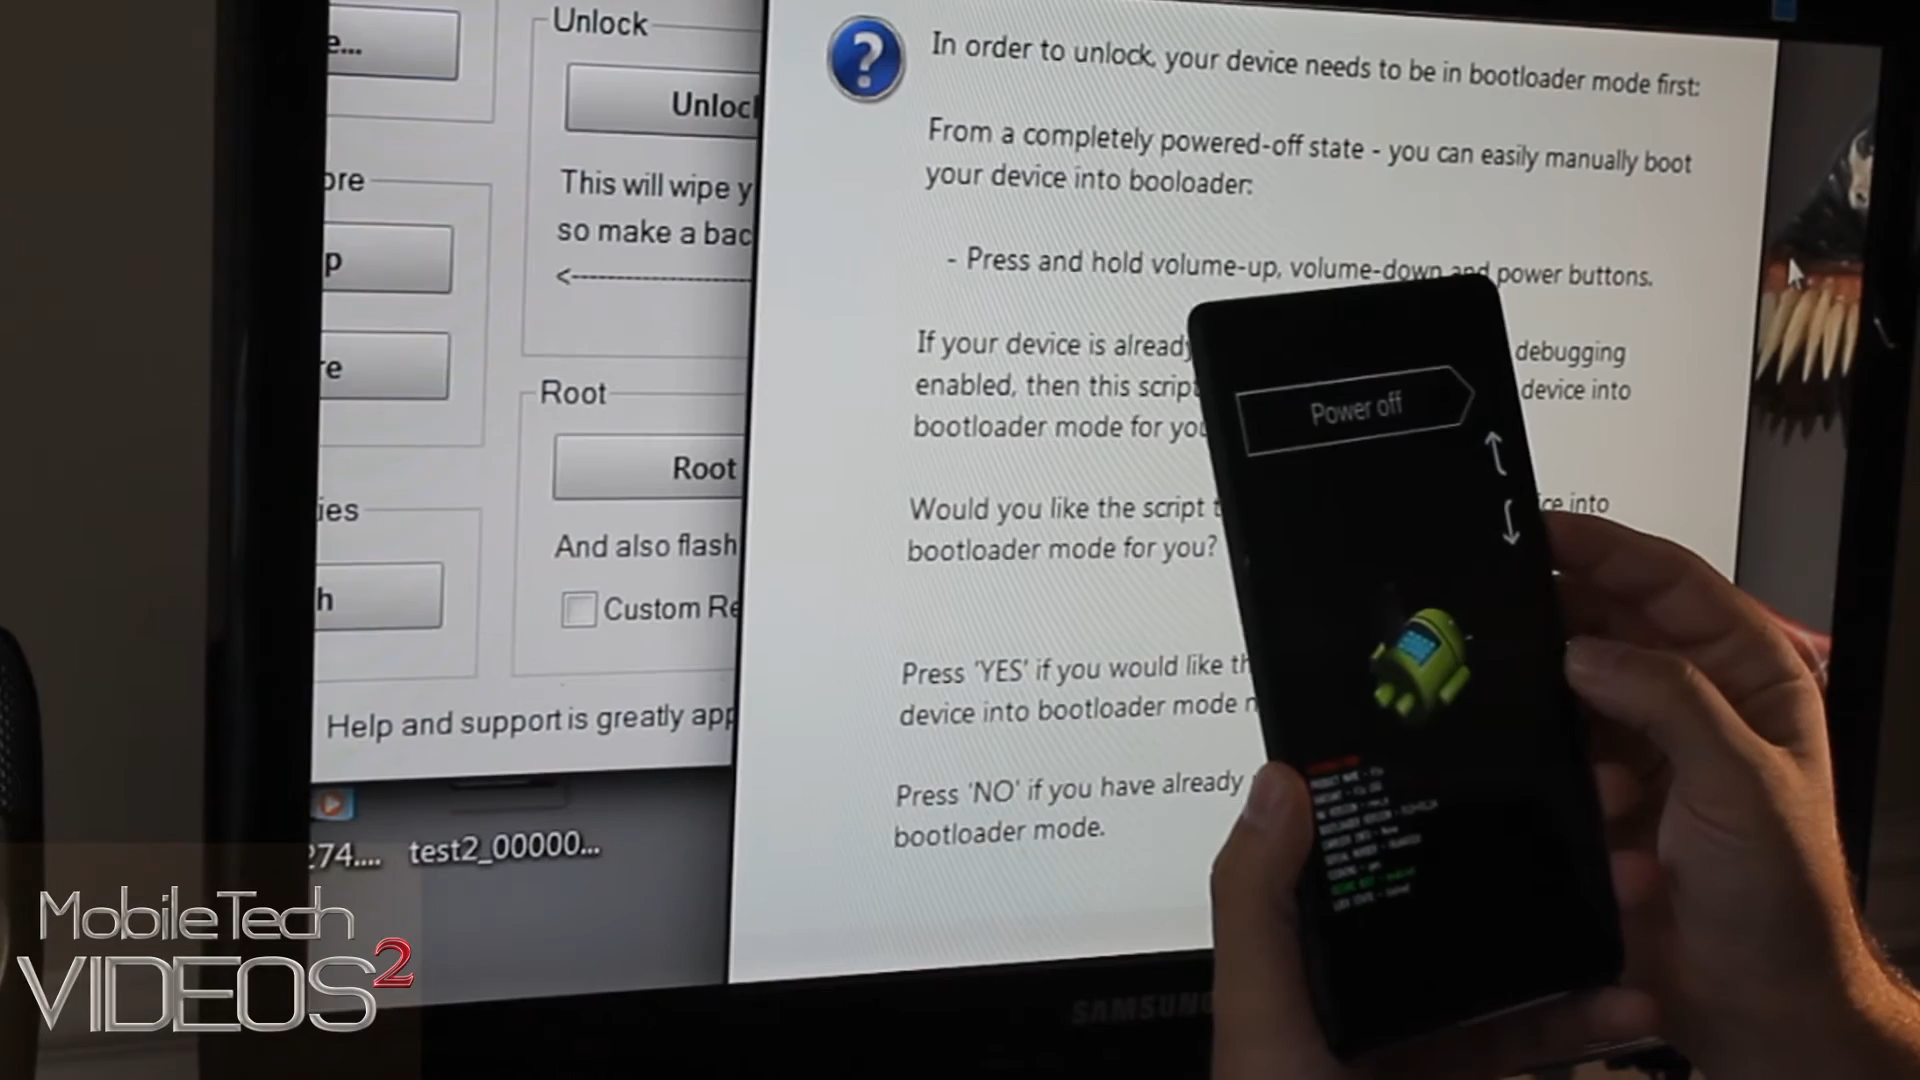 Unlock
In order to unlock, your device needs to be in bootloader mode first:
From a completely powered-off state - you can easily manually boot
your device into booloader:
This will wipe y
so make a bac
<--------------------
- Press and hold volume-up, volume-down and power buttons.
If your device is already debugging
enabled, then this script device into
bootloader mode for you
Root
Root
And also flash
Custom Re
Would you like the script into
bootloader mode for you?
Press 'YES' if you would like th
device into bootloader mode n
Press 'NO' if you have already
bootloader mode.
Help and support is greatly app
274.... test2_00000...
Power off
SAMSUNG
MobileTech
VIDEOS2